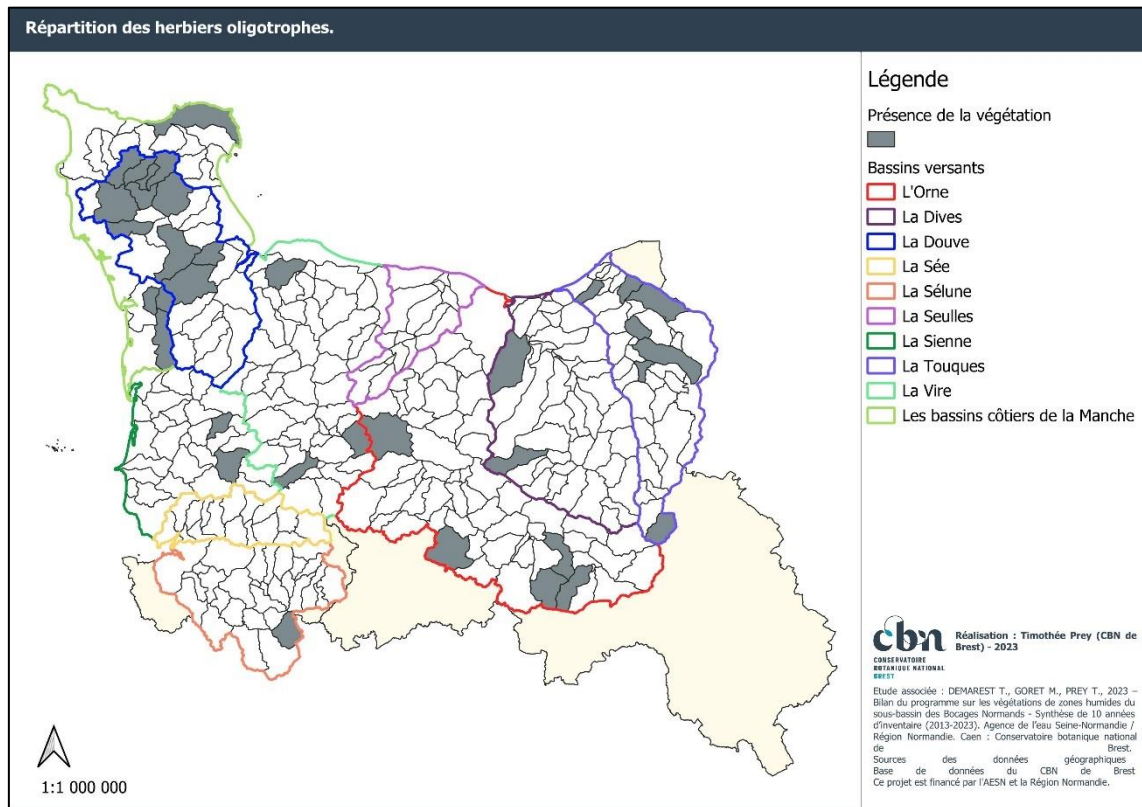 Répartition des herbiers oligotrophes.
Légende
Présence de la végétation
Bassins versants
L'Orne
La Dives
La Douve
La Sée
La Sélune
La Seulles
La Sienne
La Touques
La Vire
Les bassins côtiers de la Manche
1:1 000 000
cbn
CONSERVATOIRE
BOTANIQUE NATIONAL
BREST
Réalisation : Timothée Prey (CBN de
Brest) - 2023
Etude associée : DEMAREST T., GORET M., PREY T., 2023 –
Bilan du programme sur les végétations de zones humides du
sous-bassin des Bocages Normands - Synthèse de 10 années
d'inventaire (2013-2023). Agence de l'eau Seine-Normandie /
Région Normandie. Caen : Conservatoire botanique national
de Brest.
Sources des données géographiques
Base de données du CBN de Brest
Ce projet est financé par l'AESN et la Région Normandie.